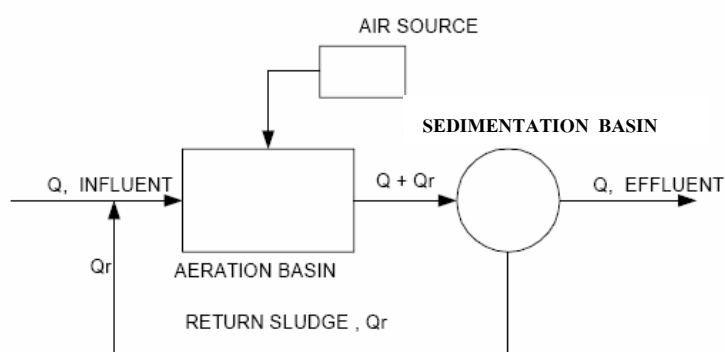 AIR SOURCE
SEDIMENTATION BASIN
Q, INFLUENT
Q + Qr
Q, EFFLUENT
Qr
AERATION BASIN
RETURN SLUDGE , Qr